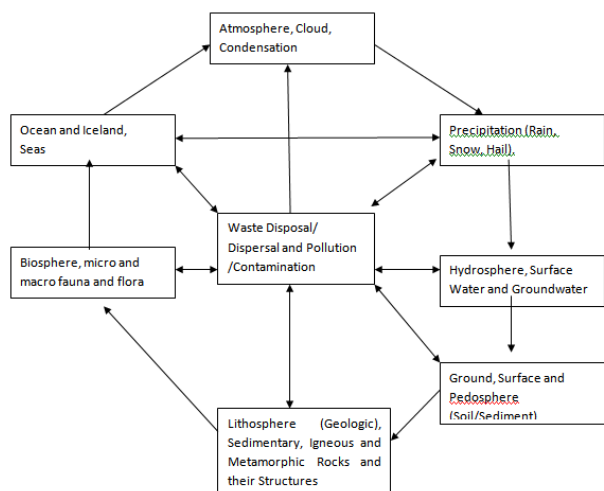 Atmosphere, Cloud,
Condensation
Ocean and Iceland,
Seas
Precipitation (Rain,
Snow, Hail),
Waste Disposal/
Dispersal and Pollution
/Contamination
Biosphere, micro and
macro fauna and flora
Hydrosphere, Surface
Water and Groundwater
Ground, Surface and
Pedosphere
(Soil/Sediment)
Lithosphere (Geologic),
Sedimentary, Igneous and
Metamorphic Rocks and
their Structures